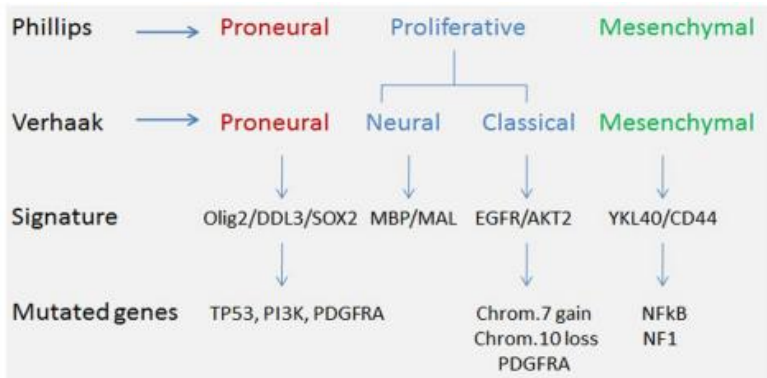 Phillips Proneural Proliferative Mesenchymal
Verhaak Proneural Neural Classical Mesenchymal
Signature Olig2/DDL3/SOX2 MBP/MAL EGFR/AKT2 YKL40/CD44
Mutated genes TP53, PI3K, PDGFRA Chrom.7 gain NFkB
Chrom.10 loss NF1
PDGFRA